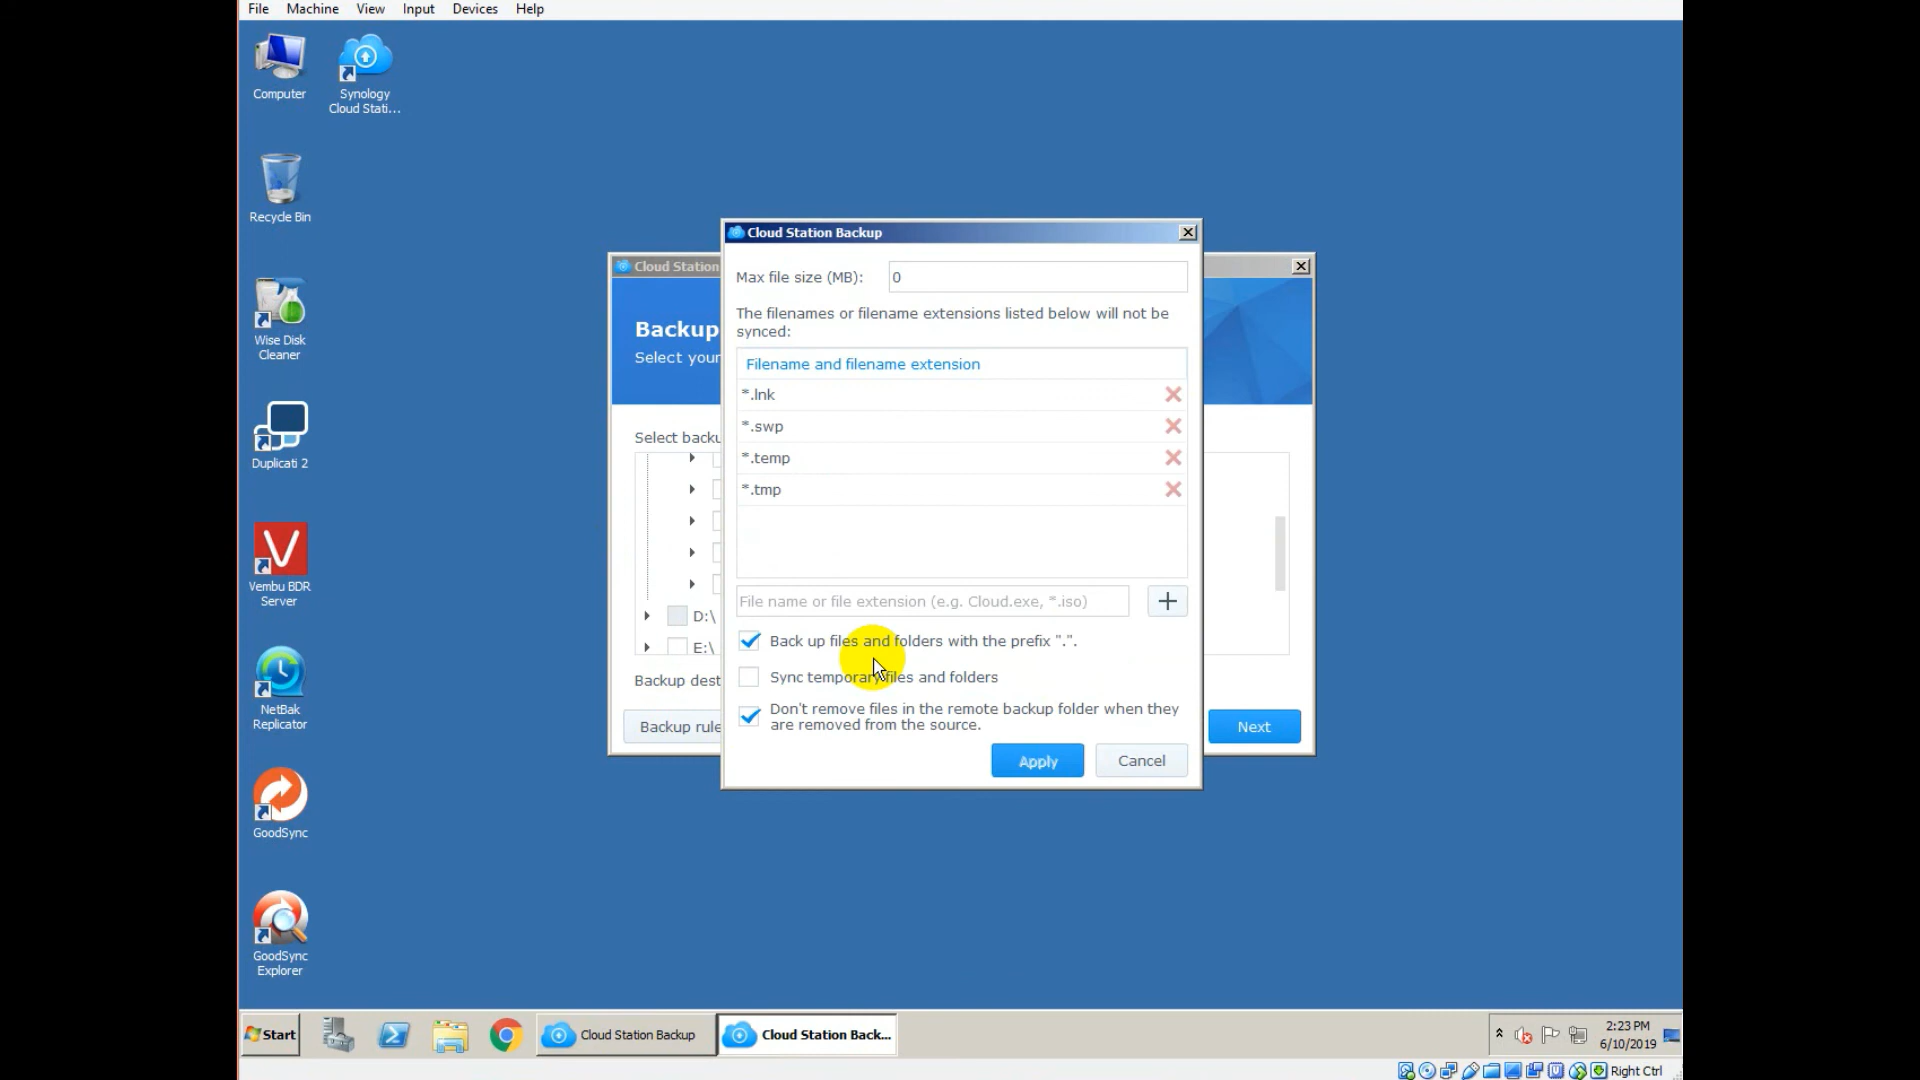 File Machine View Input Devices Help
Computer
Synology
Cloud Stati...
Recycle Bin
Wise Disk
Cleaner
Duplicati 2
Vembu BDR
Server
NetBak
Replicator
GoodSync
GoodSync
Explorer
Cloud Station
Backup
Select your
Select backu
D:\
E:\
Backup dest
Backup rule
Next
Cloud Station Backup
Max file size (MB): 0
The filenames or filename extensions listed below will not be
synced:
Filename and filename extension
*.lnk
*.swp
*.temp
*.tmp
File name or file extension (e.g. Cloud.exe, *.iso)
Back up files and folders with the prefix ".".
Sync temporary files and folders
Don't remove files in the remote backup folder when they
are removed from the source.
Apply Cancel
Start Cloud Station Backup Cloud Station Back...
2:23 PM
6/10/2019
Right Ctrl